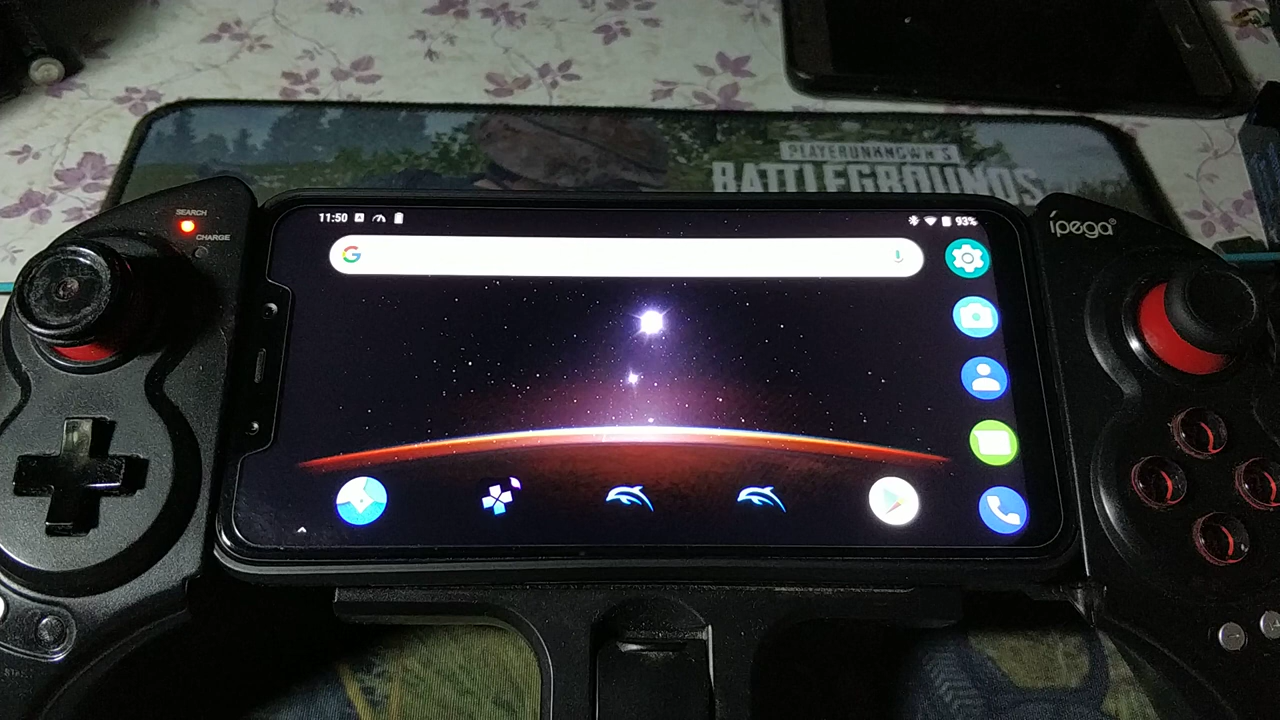 PLAYERUNKNOWN'S
BATTLEGROUNDS
SEARCH
CHARGE
ipega®
11:50
93%
G